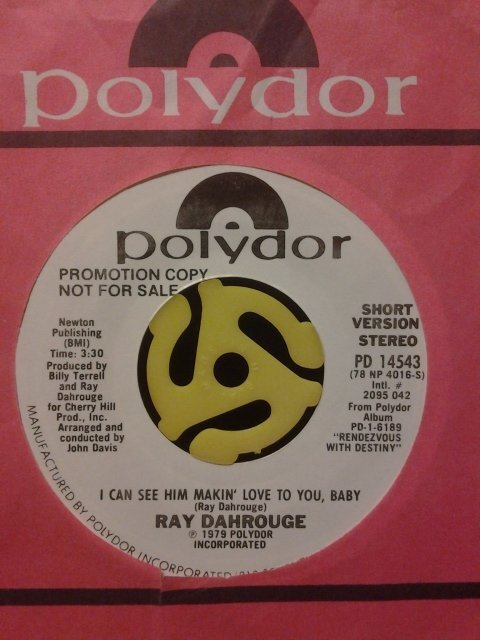 polydor
polydor
PROMOTION COPY
NOT FOR SALE
Newton
Publishing
(BMI)
Time: 3:30
Produced by
Billy Terrell
and Ray
Dahrouge
for Cherry Hill
Prod., Inc.
Arranged and
conducted by
John Davis
SHORT
VERSION
STEREO
PD 14543
(78 NP 4016-S)
Intl. #
2095 042
From Polydor
Album
PD-1-6189
"RENDEZVOUS
WITH DESTINY"
I CAN SEE HIM MAKIN' LOVE TO YOU, BABY
(Ray Dahrouge)
RAY DAHROUGE
℗ 1979 POLYDOR
INCORPORATED
MANUFACTURED BY POLYDOR INCORPORATED